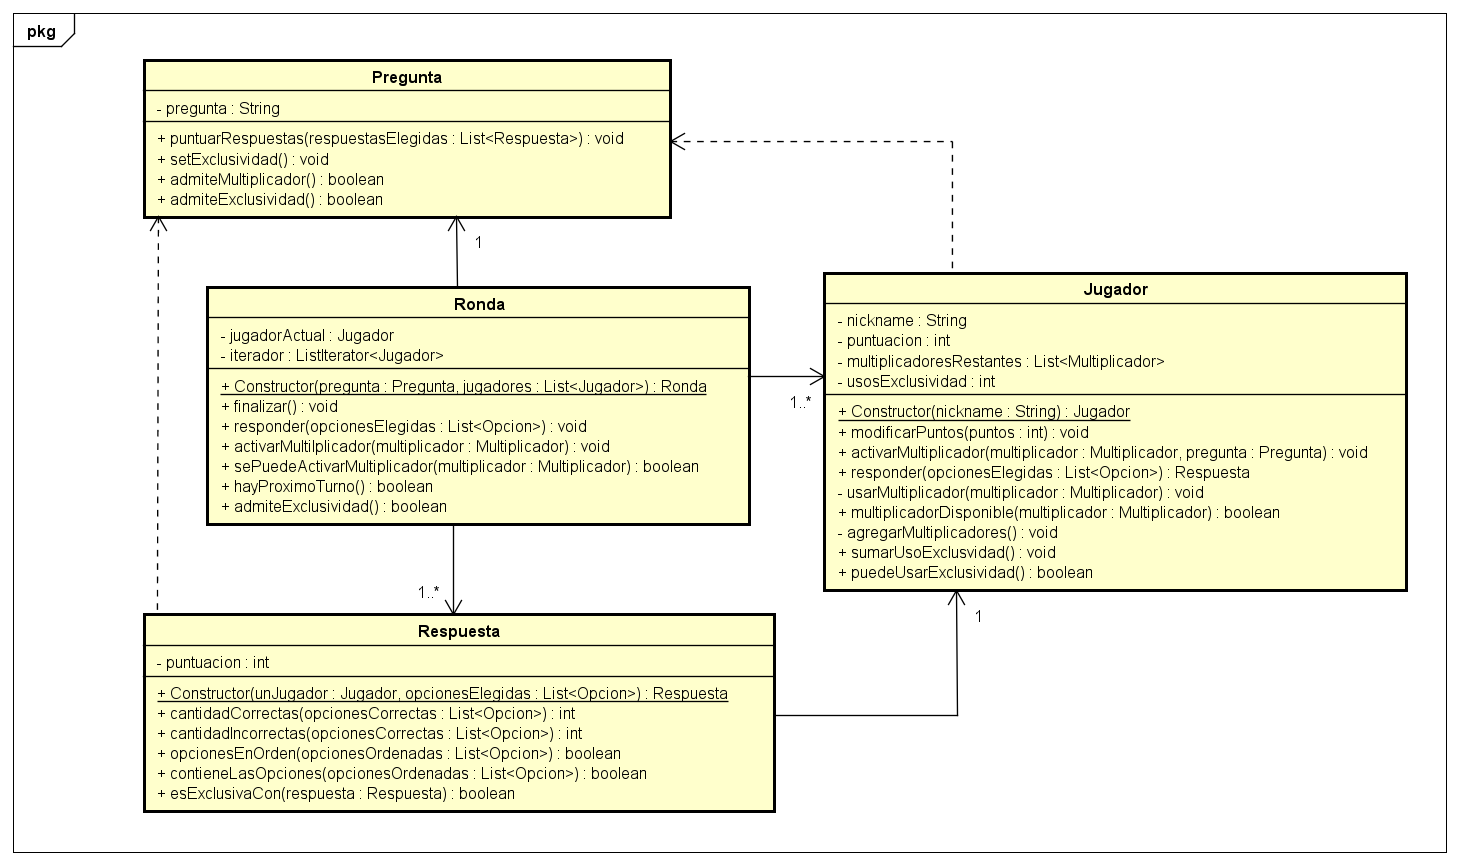 pkg
Pregunta
- pregunta : String
+ puntuarRespuestas(respuestasElegidas : List<Respuesta>) : void
+ setExclusividad() : void
+ admiteMultiplicador() : boolean
+ admiteExclusividad() : boolean
1
Ronda
- jugadorActual : Jugador
- iterador : ListIterator<Jugador>
+ Constructor(pregunta : Pregunta, jugadores : List<Jugador>) : Ronda
+ finalizar() : void
+ responder(opcionesElegidas : List<Opcion>) : void
+ activarMultiIplicador(multiplicador : Multiplicador) : void
+ sePuedeActivarMultiplicador(multiplicador : Multiplicador) : boolean
+ hayProximoTurno() : boolean
+ admiteExclusividad() : boolean
1..*
Jugador
- nickname : String
- puntuacion : int
- multiplicadoresRestantes : List<Multiplicador>
- usosExclusividad : int
+ Constructor(nickname : String) : Jugador
+ modificarPuntos(puntos : int) : void
+ activarMultiplicador(multiplicador : Multiplicador, pregunta : Pregunta) : void
+ responder(opcionesElegidas : List<Opcion>) : Respuesta
- usarMultiplicador(multiplicador : Multiplicador) : void
+ multiplicadorDisponible(multiplicador : Multiplicador) : boolean
- agregarMultiplicadores() : void
+ sumarUsoExclusvidad() : void
+ puedeUsarExclusividad() : boolean
1..*
1
Respuesta
- puntuacion : int
+ Constructor(unJugador : Jugador, opcionesElegidas : List<Opcion>) : Respuesta
+ cantidadCorrectas(opcionesCorrectas : List<Opcion>) : int
+ cantidadIncorrectas(opcionesCorrectas : List<Opcion>) : int
+ opcionesEnOrden(opcionesOrdenadas : List<Opcion>) : boolean
+ contieneLasOpciones(opcionesOrdenadas : List<Opcion>) : boolean
+ esExclusivaCon(respuesta : Respuesta) : boolean